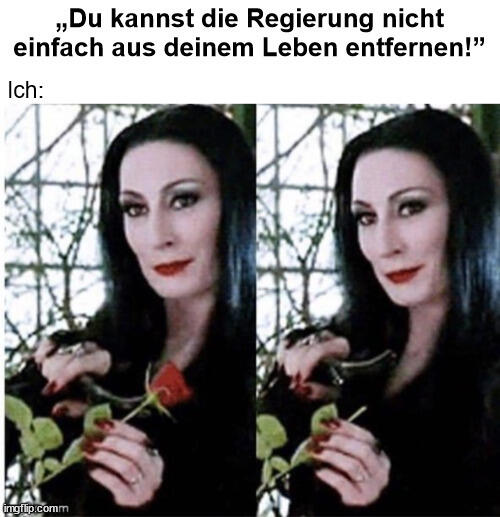 „Du kannst die Regierung nicht
einfach aus deinem Leben entfernen!”
Ich:
imgflip.com